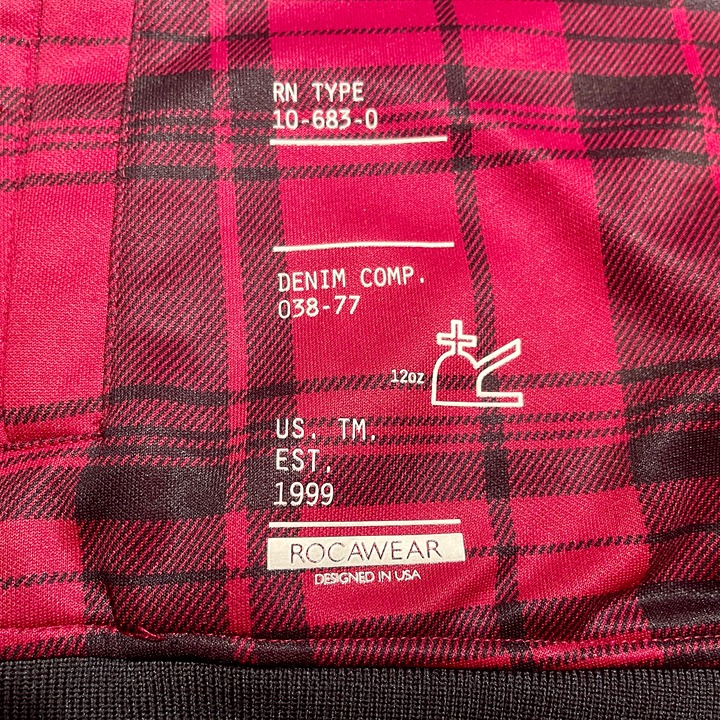 RN TYPE
10-683-0
DENIM COMP.
038-77
12oz
US. TM.
EST.
1999
ROCAWEAR
DESIGNED IN USA